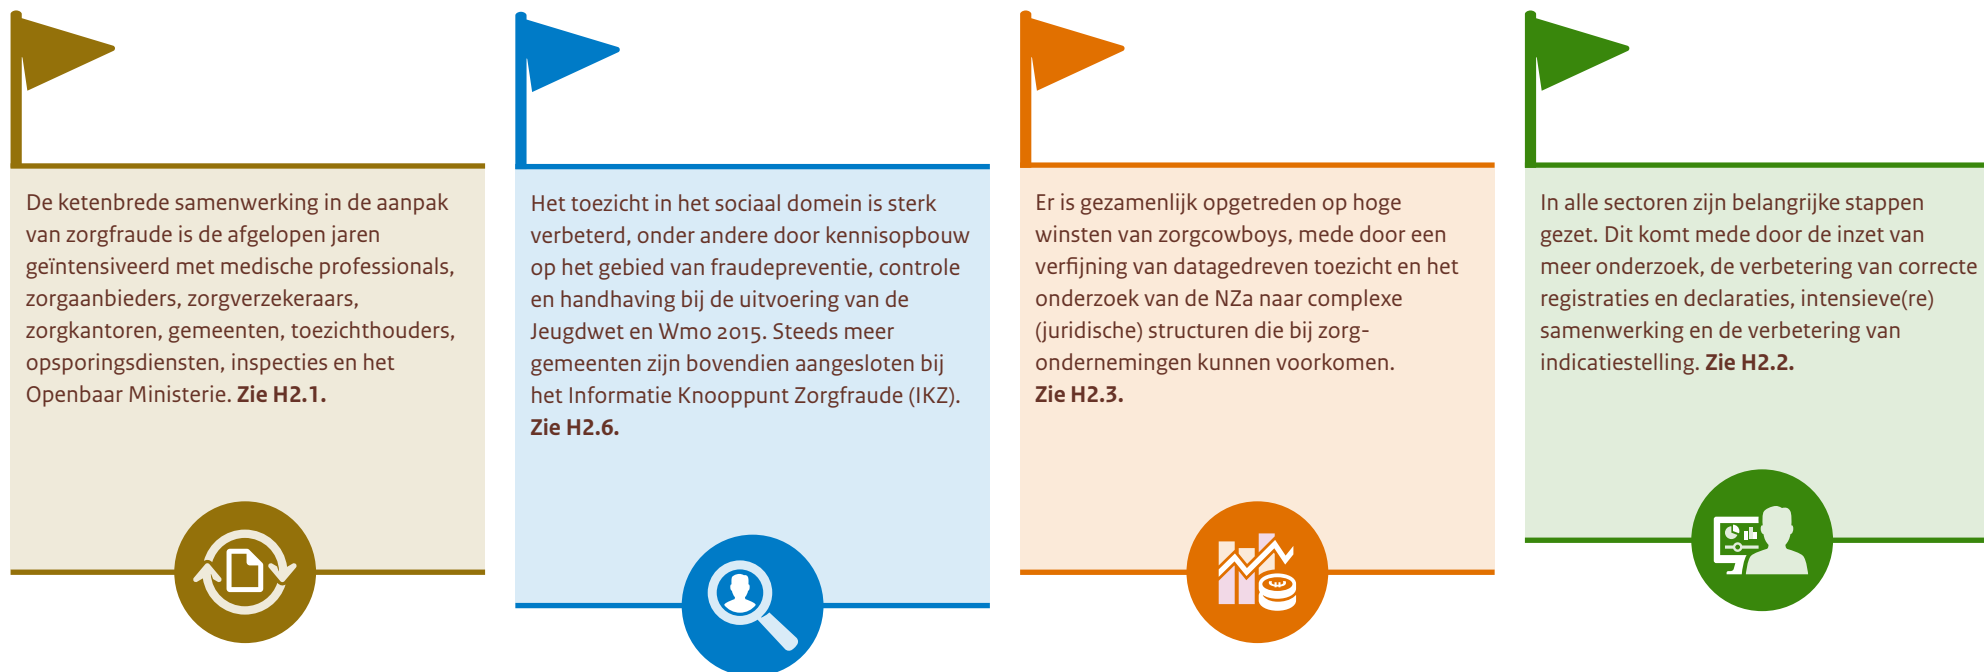 De ketenbrede samenwerking in de aanpak
van zorgfraude is de afgelopen jaren
geïntensiveerd met medische professionals,
zorgaanbieders, zorgverzekeraars,
zorgkantoren, gemeenten, toezichthouders,
opsporingsdiensten, inspecties en het
Openbaar Ministerie. Zie H2.1.
Het toezicht in het sociaal domein is sterk
verbeterd, onder andere door kennisopbouw
op het gebied van fraudepreventie, controle
en handhaving bij de uitvoering van de
Jeugdwet en Wmo 2015. Steeds meer
gemeenten zijn bovendien aangesloten bij
het Informatie Knooppunt Zorgfraude (IKZ).
Zie H2.6.
Er is gezamenlijk opgetreden op hoge
winsten van zorgcowboys, mede door een
verfijning van datagedreven toezicht en het
onderzoek van de NZa naar complexe
(juridische) structuren die bij zorg-
ondernemingen kunnen voorkomen.
Zie H2.3.
In alle sectoren zijn belangrijke stappen
gezet. Dit komt mede door de inzet van
meer onderzoek, de verbetering van correcte
registraties en declaraties, intensieve(re)
samenwerking en de verbetering van
indicatiestelling. Zie H2.2.